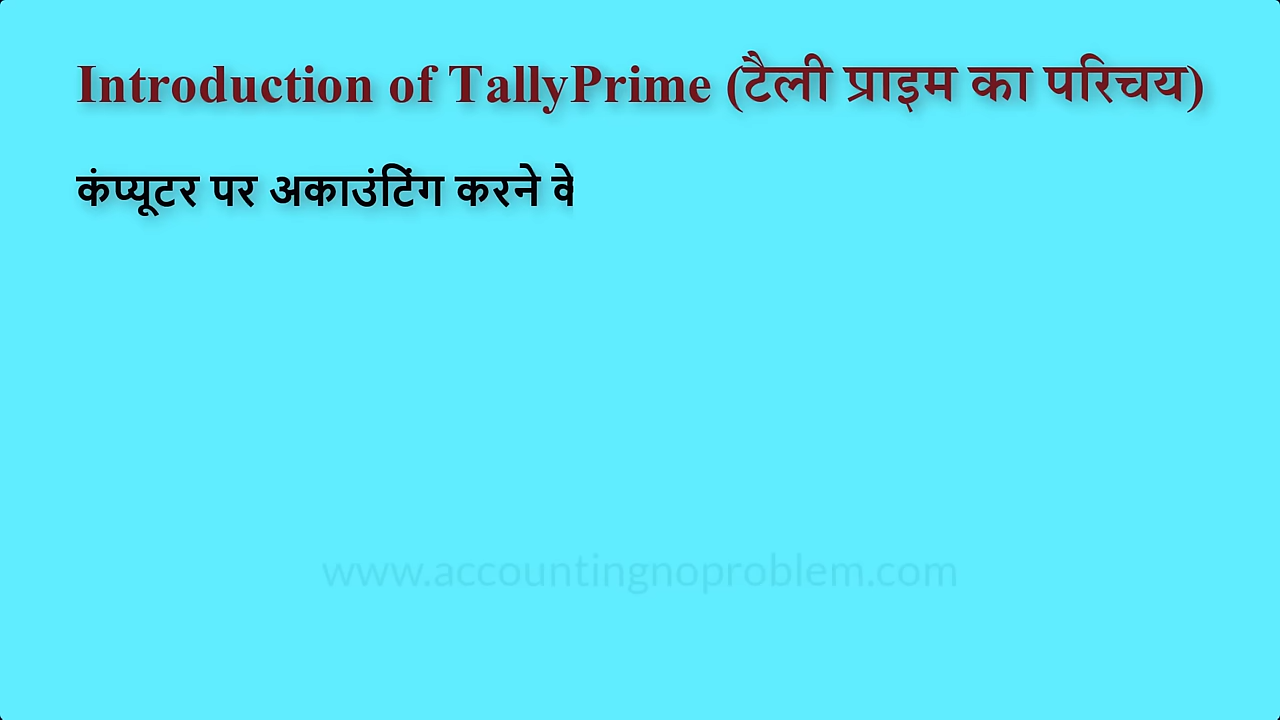 Introduction of TallyPrime (टैली प्राइम का परिचय)
कंप्यूटर पर अकाउंटिंग करने के
www.accountingnoproblem.com